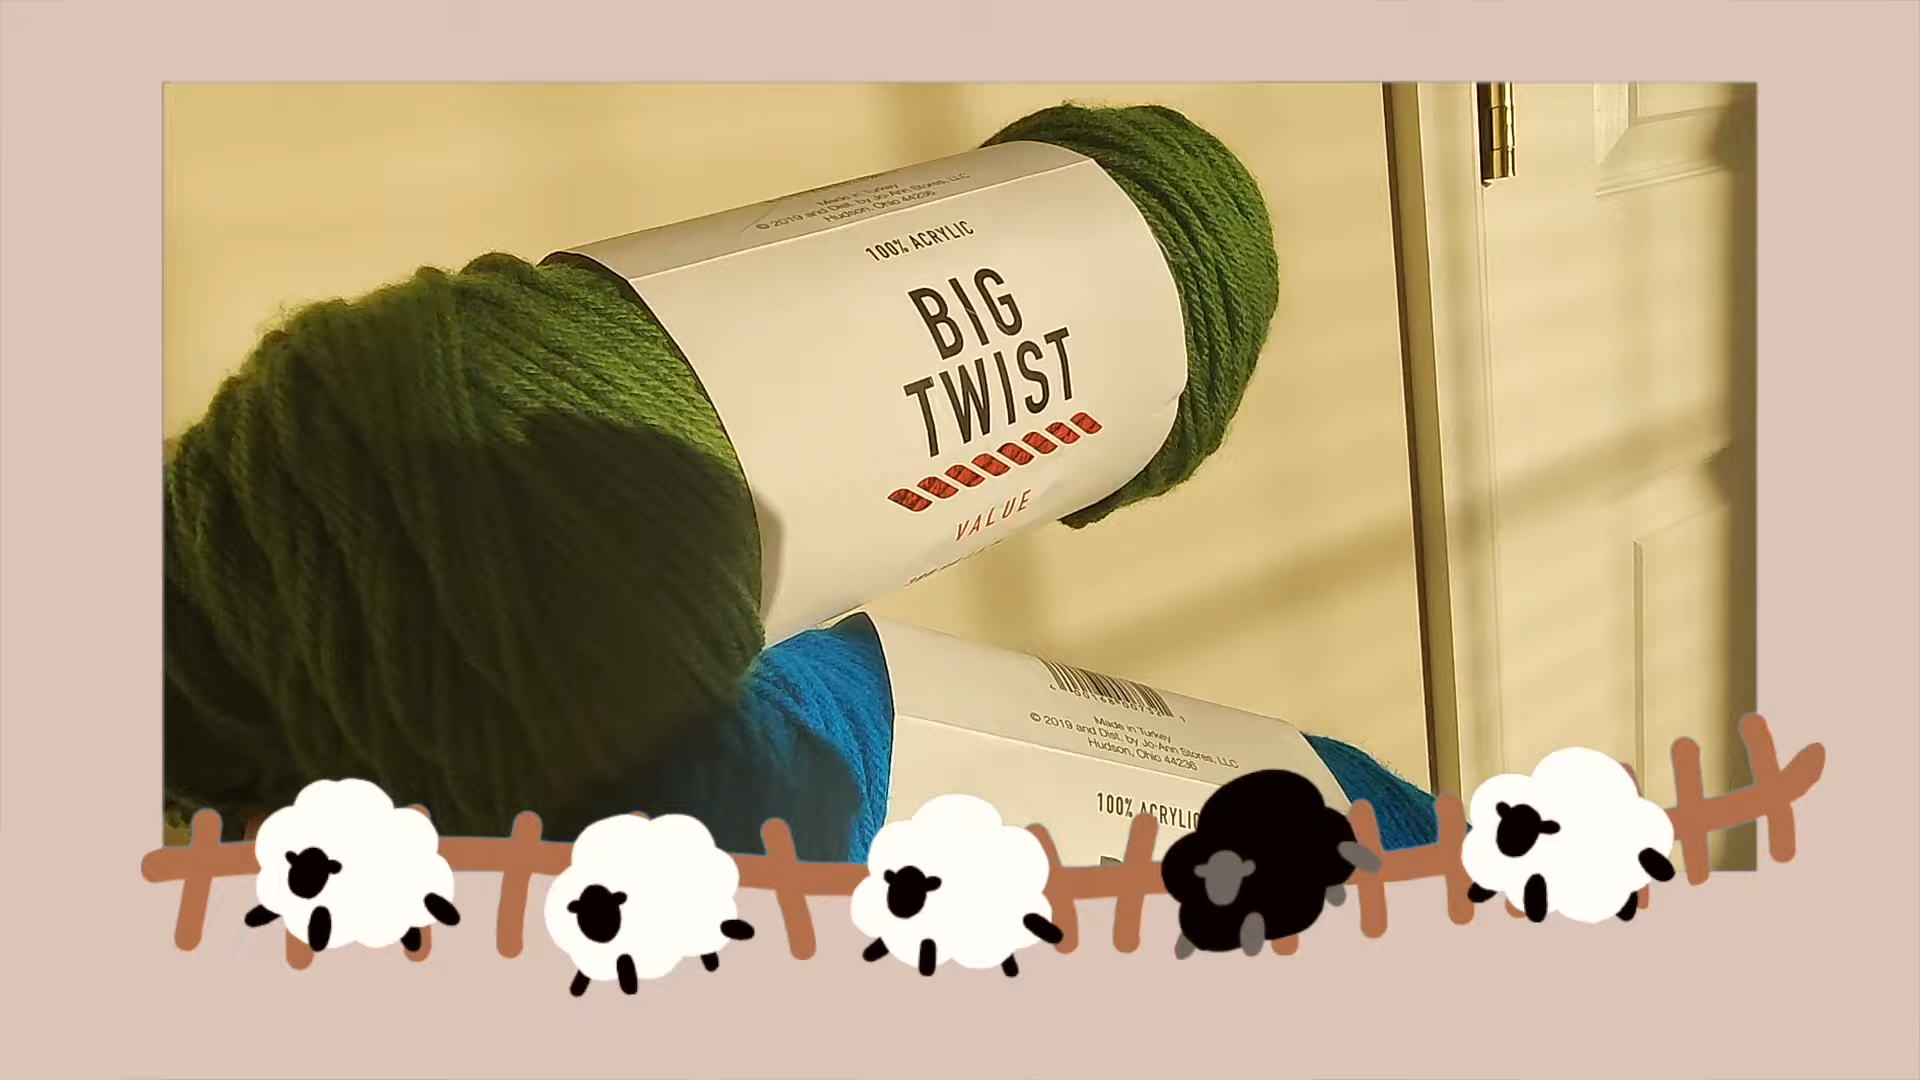 Made in Turkey
© 2019 and Dist. by Jo-Ann Stores, LLC
Hudson, Ohio 44236
100% ACRYLIC
BIG
TWIST
VALUE
Made in Turkey
© 2019 and Dist. by Jo-Ann Stores, LLC
Hudson, Ohio 44236
100% ACRYLIC